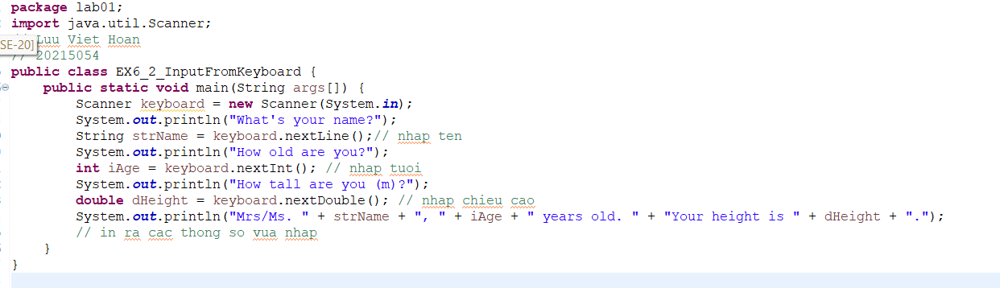 package lab01;
import java.util.Scanner;
Luu Viet Hoan
SE-20]
// 20215054
public class EX6_2_InputFromKeyboard {
    public static void main(String args[]) {
        Scanner keyboard = new Scanner(System.in);
        System.out.println("What's your name?");
        String strName = keyboard.nextLine();// nhap ten
        System.out.println("How old are you?");
        int iAge = keyboard.nextInt(); // nhap tuoi
        System.out.println("How tall are you (m)?");
        double dHeight = keyboard.nextDouble(); // nhap chieu cao
        System.out.println("Mrs/Ms. " + strName + ", " + iAge + " years old. " + "Your height is " + dHeight + ".");
        // in ra cac thong so vua nhap
    }
}